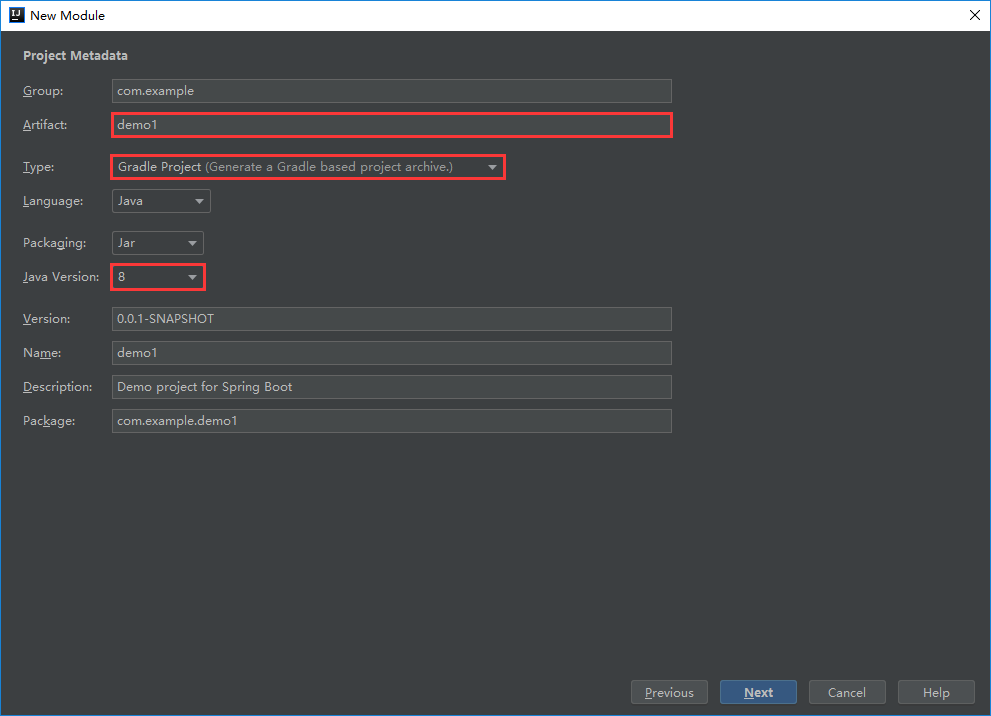 New Module
Project Metadata
Group: com.example
Artifact: demo1
Type: Gradle Project (Generate a Gradle based project archive.)
Language: Java
Packaging: Jar
Java Version: 8
Version: 0.0.1-SNAPSHOT
Name: demo1
Description: Demo project for Spring Boot
Package: com.example.demo1
Previous Next Cancel Help